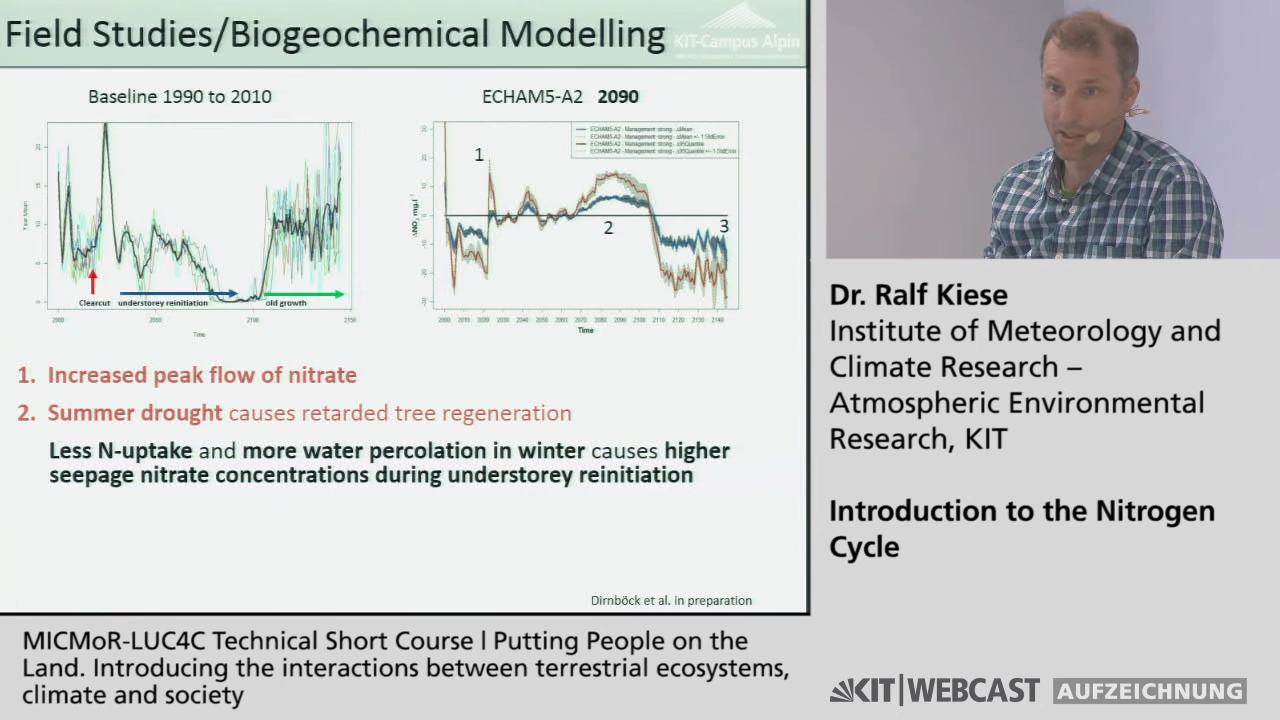 Field Studies/Biogeochemical Modelling
KIT-Campus Alpin
Baseline 1990 to 2010
ECHAM5-A2 2090
1
2
3
Clearcut
understorey reinitiation
old growth
Time
Time
1. Increased peak flow of nitrate
2. Summer drought causes retarded tree regeneration
Less N-uptake and more water percolation in winter causes higher
seepage nitrate concentrations during understorey reinitiation
Dirnböck et al. in preparation
Dr. Ralf Kiese
Institute of Meteorology and
Climate Research –
Atmospheric Environmental
Research, KIT
Introduction to the Nitrogen
Cycle
MICMoR-LUC4C Technical Short Course | Putting People on the
Land. Introducing the interactions between terrestrial ecosystems,
climate and society
KIT|WEBCAST AUFZEICHNUNG